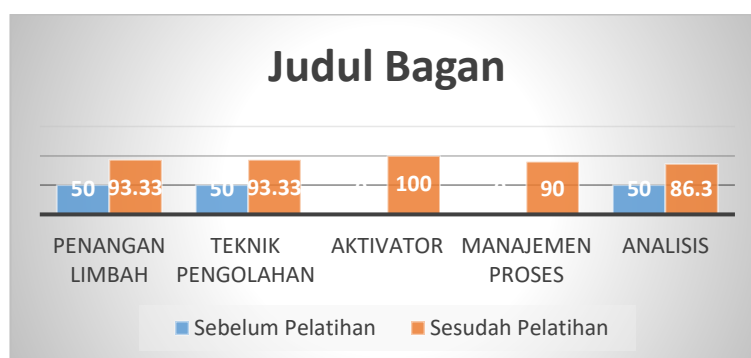 Judul Bagan
50 93.33 50 93.33 100 90 50 86.3
PENANGAN LIMBAH
TEKNIK PENGOLAHAN
AKTIVATOR
MANAJEMEN PROSES
ANALISIS
Sebelum Pelatihan Sesudah Pelatihan